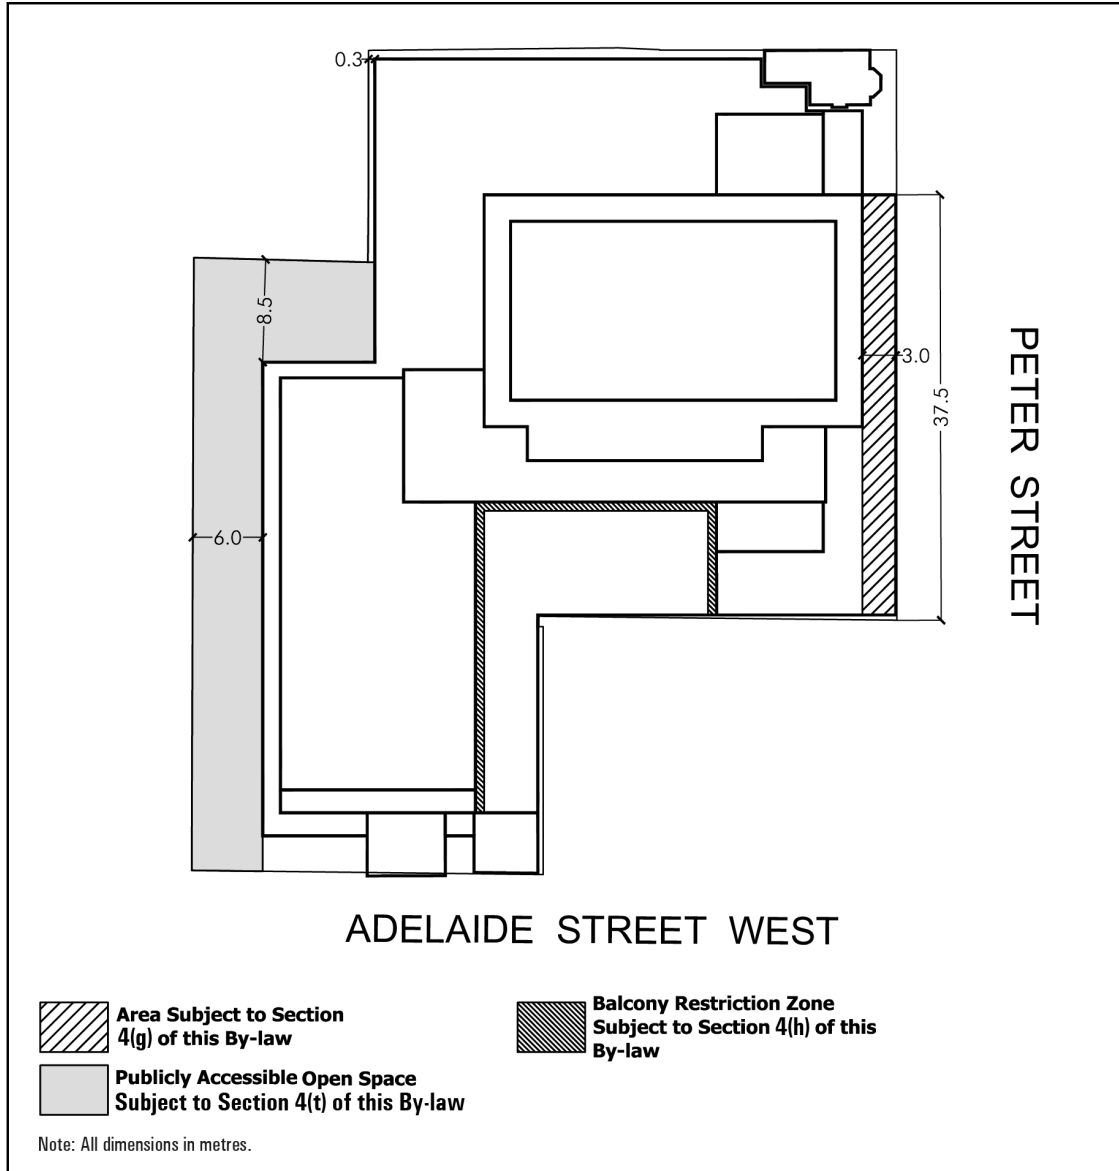 0.3
8.5
3.0
37.5
6.0
PETER STREET
ADELAIDE STREET WEST
Area Subject to Section
4(g) of this By-law
Balcony Restriction Zone
Subject to Section 4(h) of this
By-law
Publicly Accessible Open Space
Subject to Section 4(t) of this By-law
Note: All dimensions in metres.